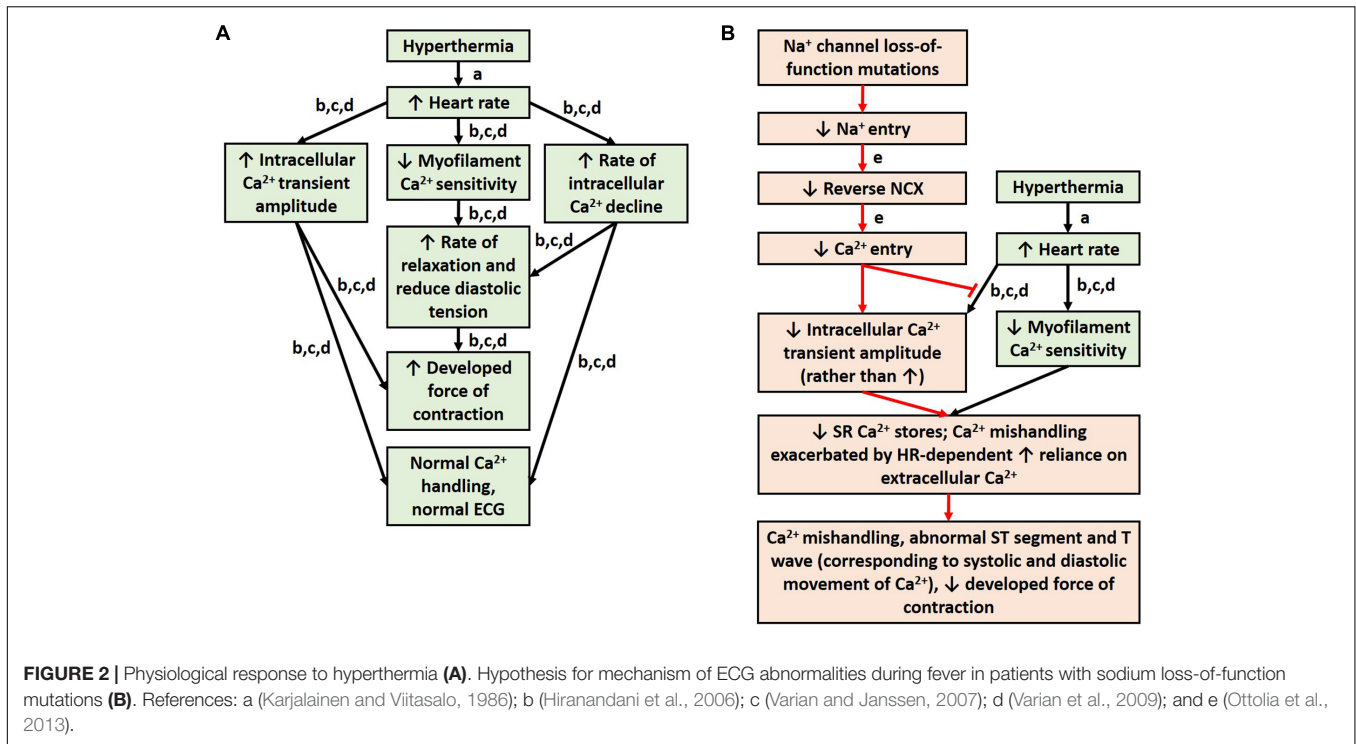 A
Hyperthermia
a
↑ Heart rate
b,c,d
b,c,d
b,c,d
↑ Intracellular
Ca²⁺ transient
amplitude
↓ Myofilament
Ca²⁺ sensitivity
↑ Rate of
intracellular
Ca²⁺ decline
b,c,d
b,c,d
↑ Rate of
relaxation and
reduce diastolic
tension
b,c,d
b,c,d
b,c,d
b,c,d
↑ Developed
force of
contraction
Normal Ca²⁺
handling,
normal ECG
B
Na⁺ channel loss-of-
function mutations
↓ Na⁺ entry
e
↓ Reverse NCX
e
↓ Ca²⁺ entry
Hyperthermia
a
↑ Heart rate
b,c,d
b,c,d
↓ Intracellular Ca²⁺
transient amplitude
(rather than ↑)
↓ Myofilament
Ca²⁺ sensitivity
↓ SR Ca²⁺ stores; Ca²⁺ mishandling
exacerbated by HR-dependent ↑ reliance on
extracellular Ca²⁺
Ca²⁺ mishandling, abnormal ST segment and T
wave (corresponding to systolic and diastolic
movement of Ca²⁺), ↓ developed force of
contraction
FIGURE 2 | Physiological response to hyperthermia (A). Hypothesis for mechanism of ECG abnormalities during fever in patients with sodium loss-of-function
mutations (B). References: a (Karjalainen and Viitasalo, 1986); b (Hiranandani et al., 2006); c (Varian and Janssen, 2007); d (Varian et al., 2009); and e (Ottolia et al.,
2013).